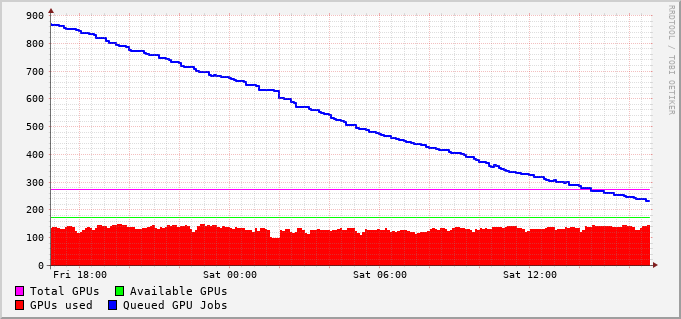 900
800
700
600
500
400
300
200
100
0
Fri 18:00 Sat 00:00 Sat 06:00 Sat 12:00
Total GPUs Available GPUs
GPUs used Queued GPU Jobs
RRDTOOL / TOBI OETIKER